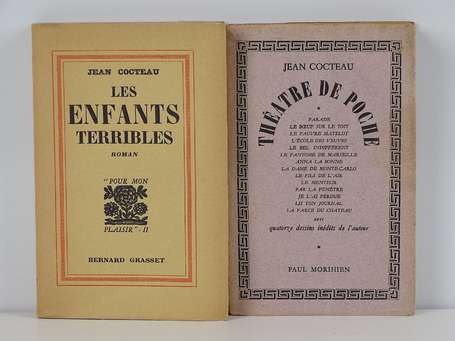 JEAN COCTEAU
LES
ENFANTS
TERRIBLES
ROMAN
"POUR MON
PLAISIR" - II
BERNARD GRASSET
JEAN COCTEAU
THÉATRE DE POCHE
PARADE
LE BŒUF SUR LE TOIT
LE PAUVRE MATELOT
L'ÉCOLE DES VEUVES
LE BEL INDIFFÉRENT
LE FANTOME DE MARSEILLE
ANNA LA BONNE
LA DAME DE MONTE-CARLO
LE FILS DE L'AIR
LE MENTEUR
PAR LA FENÊTRE
JE L'AI PERDUE
LIS TON JOURNAL
LA FARCE DU CHATEAU
quatorze dessins inédits de l'auteur
PAUL MORIHIEN